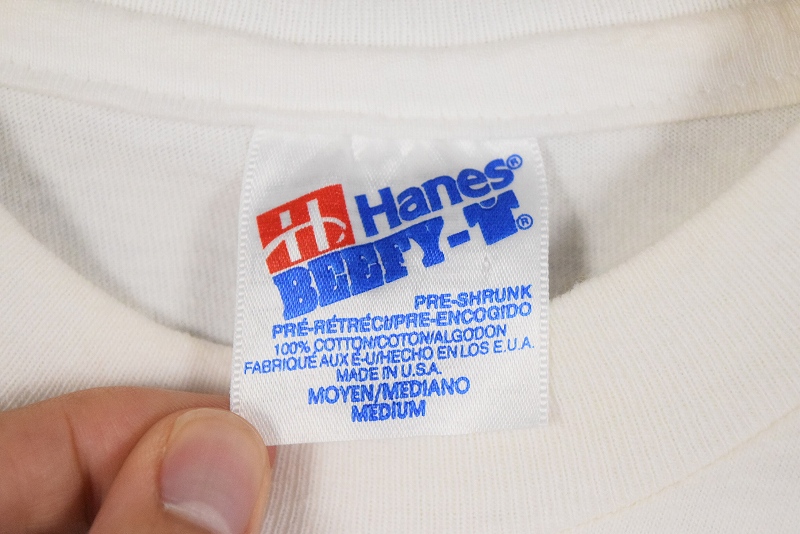 H Hanes®
BEEFY-T®
PRE-SHRUNK
PRÉ-RÉTRÉCI/PRE-ENCOGIDO
100% COTTON/COTON/ALGODON
FABRIQUÉ AUX É-U/HECHO EN LOS E.U.A.
MADE IN U.S.A.
MOYEN/MEDIANO
MEDIUM